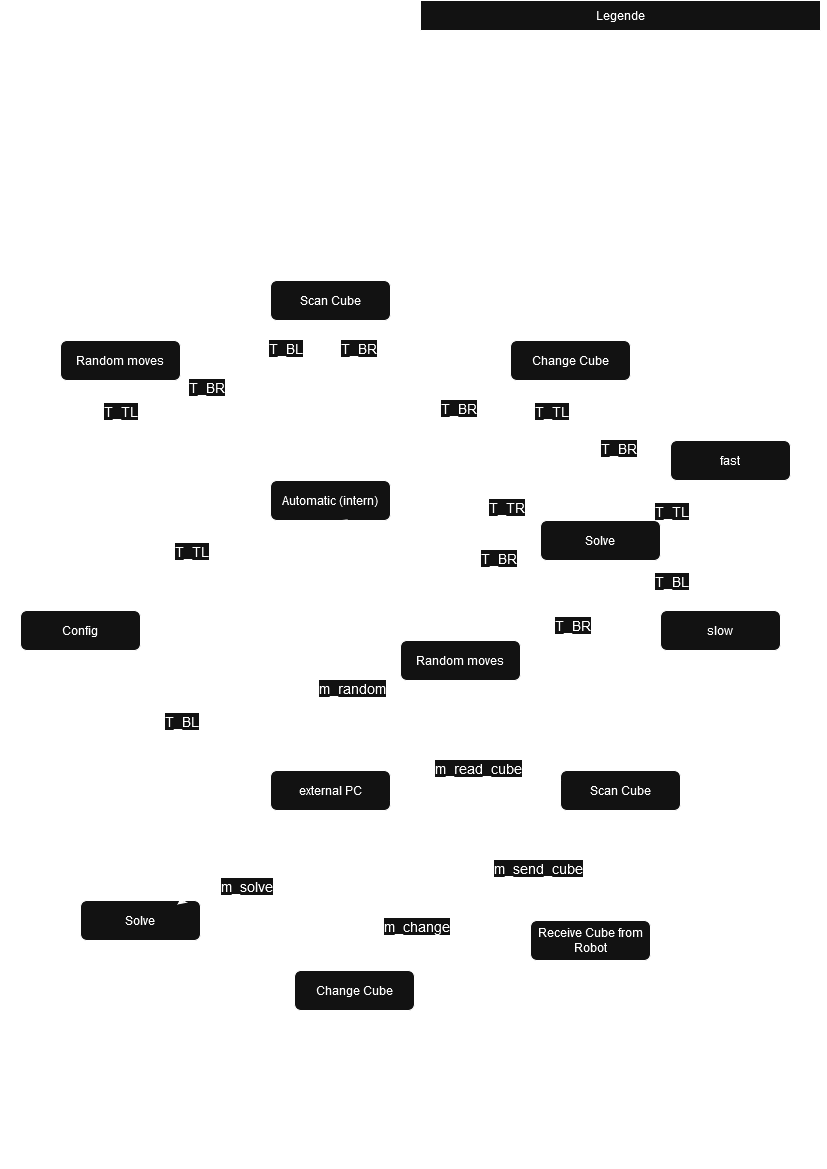 Legende
Scan Cube
T_BL
T_BR
Random moves
T_BR
T_TL
Change Cube
T_BR
T_TL
T_BR
fast
Automatic (intern)
T_TR
T_TL
Solve
T_BR
T_TL
T_BL
Config
T_BR
slow
Random moves
m_random
T_BL
m_read_cube
external PC
Scan Cube
m_send_cube
m_solve
Solve
m_change
Receive Cube from
Robot
Change Cube